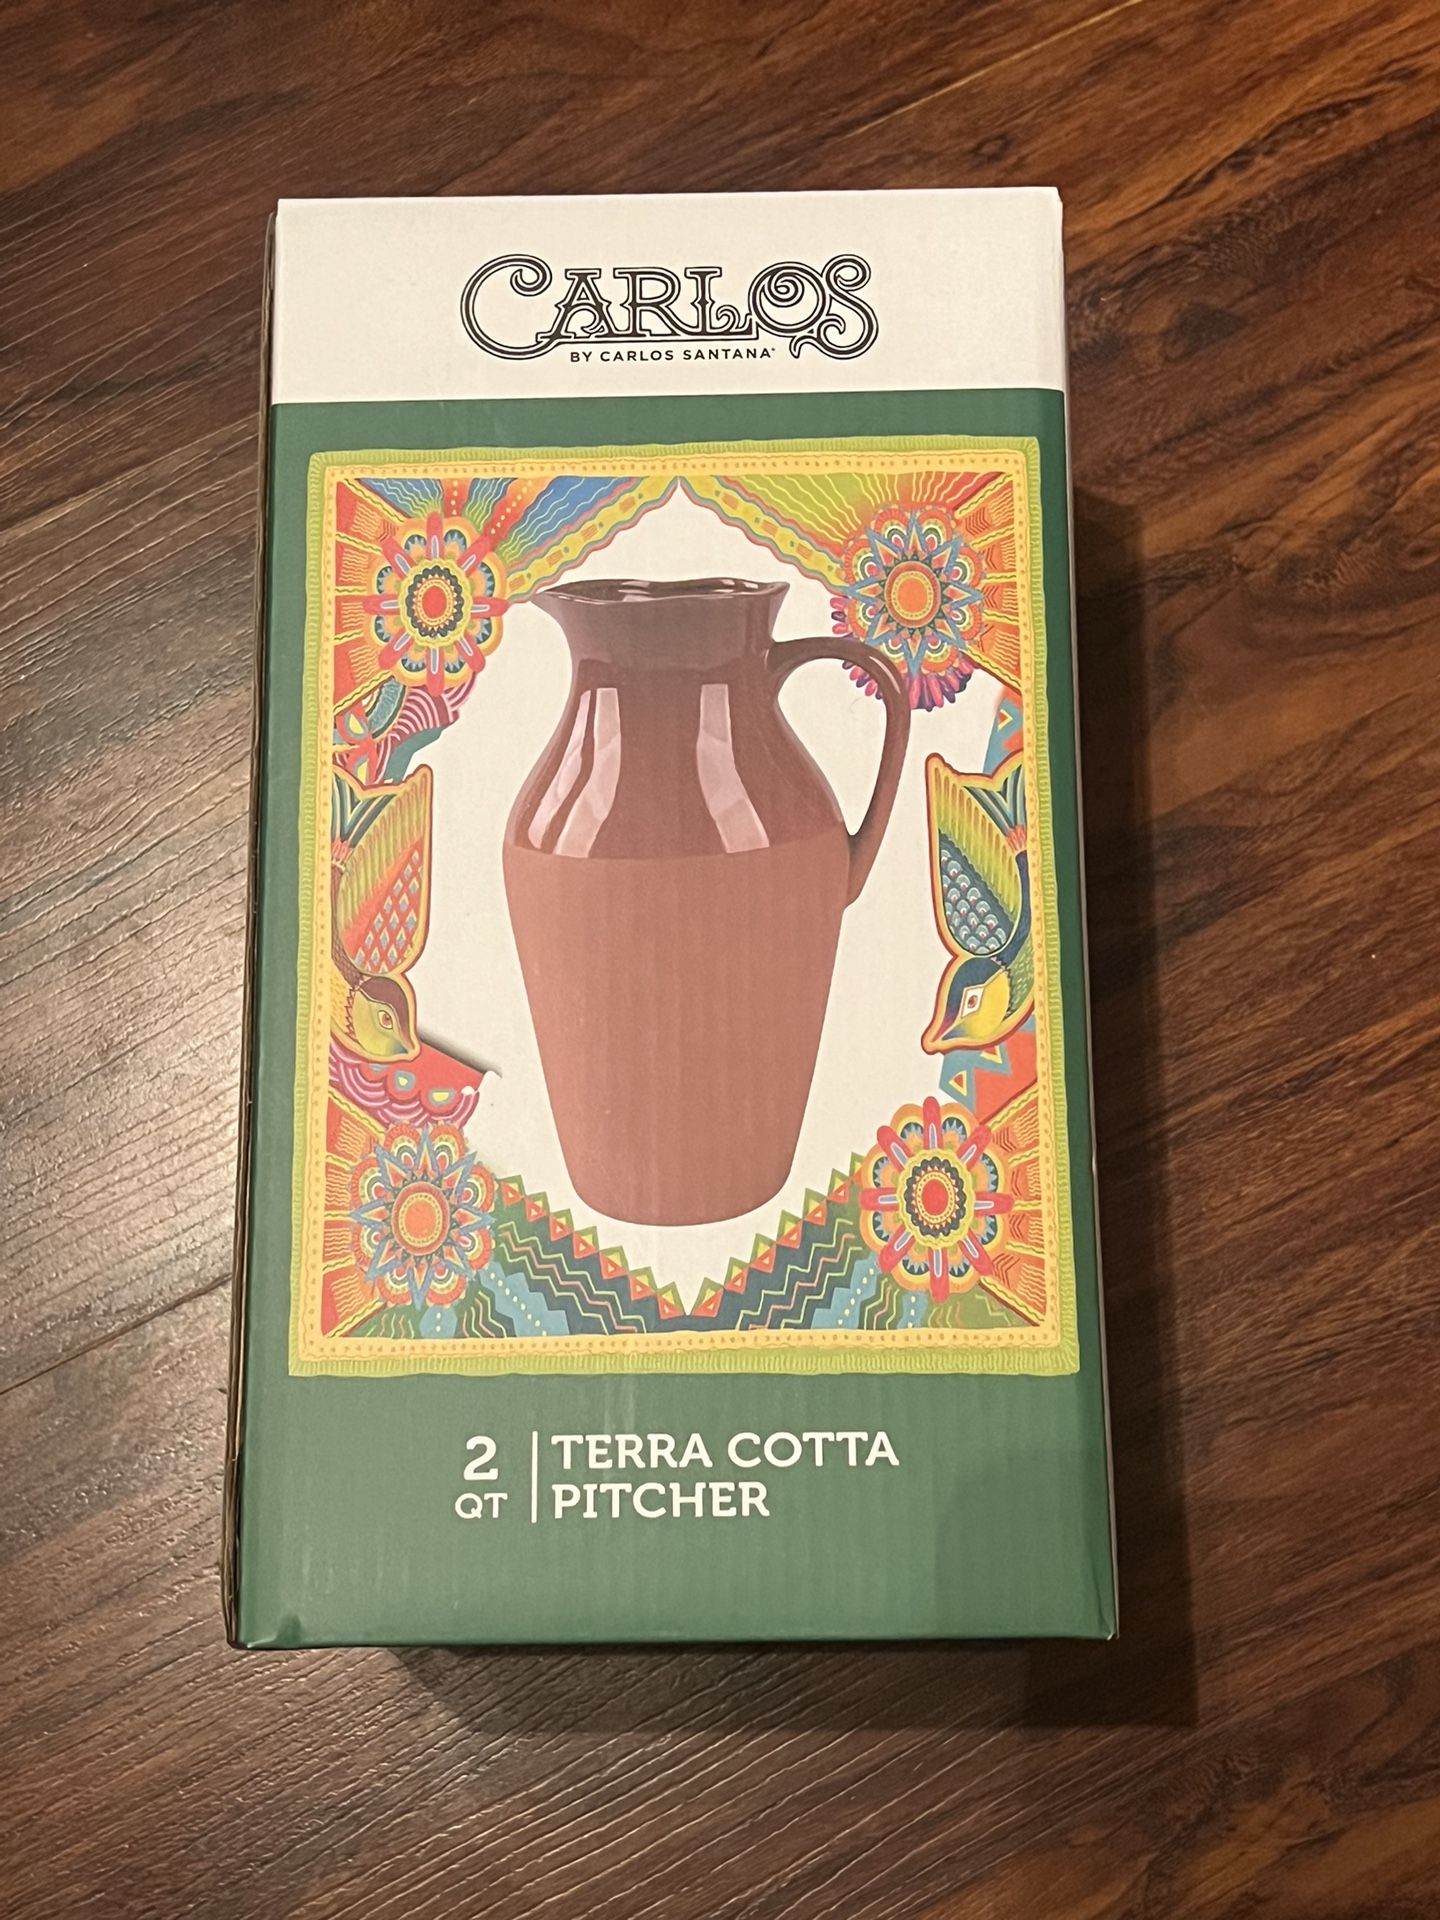 CARLOS
BY CARLOS SANTANA
2 QT
TERRA COTTA
PITCHER